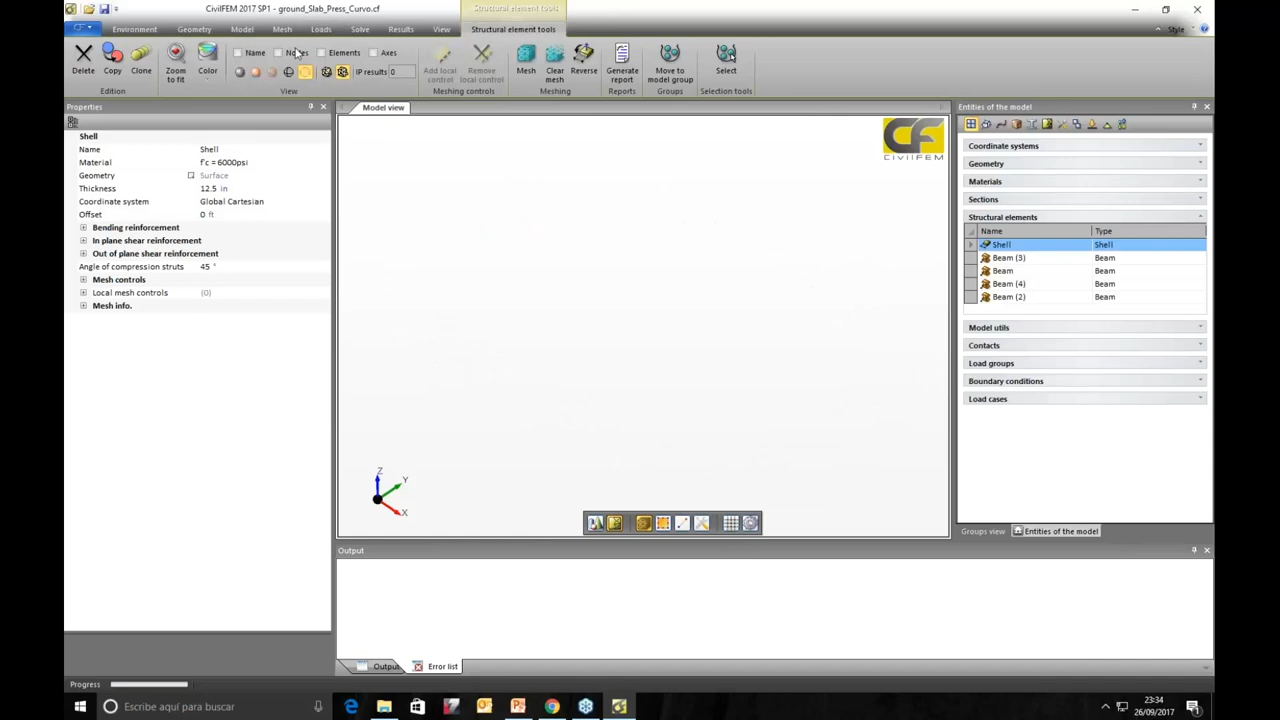 CivilFEM 2017 SP1 - ground_Slab_Press_Curvo.cf
Structural element tools
Environment Geometry Model Mesh Loads Solve Results View Structural element tools Style
Name Nodes Elements Axes
IP results 0
Delete Copy Clone Zoom to fit Color Add local control Remove local control Mesh Clear mesh Reverse Generate report Move to model group Select
Edition View Meshing controls Meshing Reports Groups Selection tools
Properties
Model view
Entities of the model
Shell
Name Shell
Material f'c = 6000psi
Geometry Surface
Thickness 12.5 in
Coordinate system Global Cartesian
Offset 0 ft
Bending reinforcement
In plane shear reinforcement
Out of plane shear reinforcement
Angle of compression struts 45 °
Mesh controls
Local mesh controls (0)
Mesh info.
CIVILFEM
Z
Y
X
Coordinate systems
Geometry
Materials
Sections
Structural elements
Name Type
Shell Shell
Beam (3) Beam
Beam Beam
Beam (4) Beam
Beam (2) Beam
Model utils
Contacts
Load groups
Boundary conditions
Load cases
Groups view Entities of the model
Output
Output Error list
Progress
Escribe aquí para buscar
23:34
26/09/2017